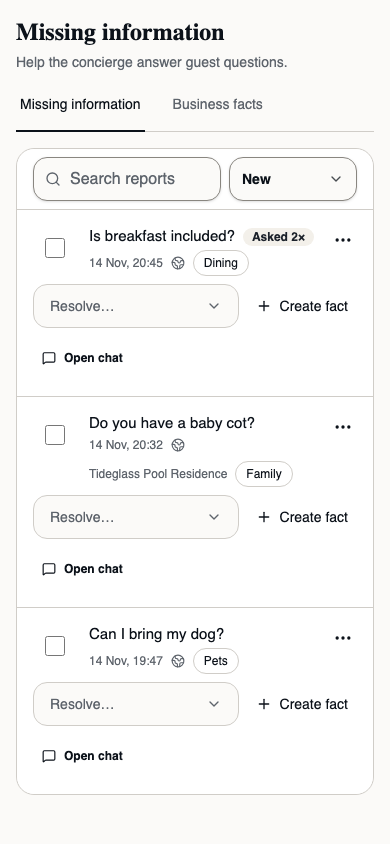 Missing information
Help the concierge answer guest questions.
Missing information
Business facts
Search reports
New
Is breakfast included? Asked 2×
14 Nov, 20:45 Dining
Resolve…
Create fact
Open chat
Do you have a baby cot?
14 Nov, 20:32
Tideglass Pool Residence Family
Resolve…
Create fact
Open chat
Can I bring my dog?
14 Nov, 19:47 Pets
Resolve…
Create fact
Open chat